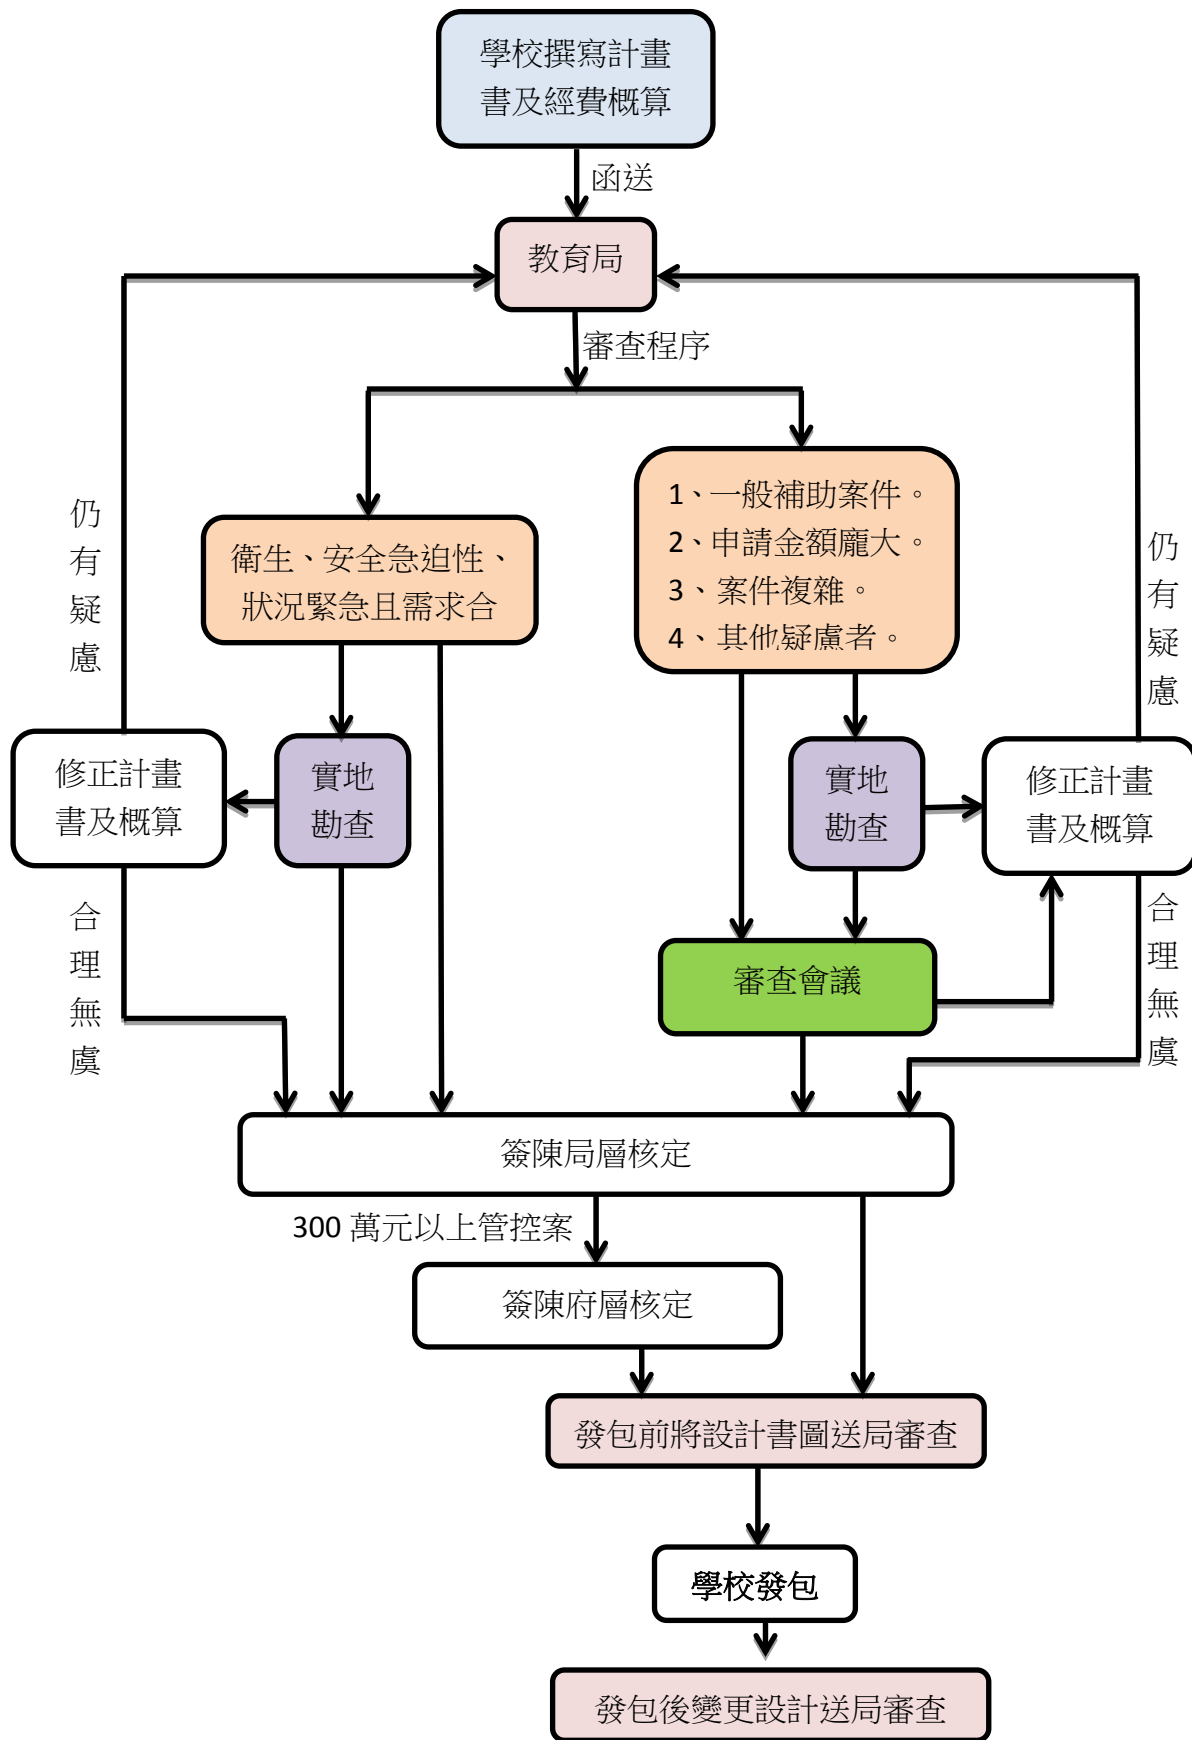 學校撰寫計畫
書及經費概算
函送
教育局
審查程序
衛生、安全急迫性、
狀況緊急且需求合
1、一般補助案件。
2、申請金額龐大。
3、案件複雜。
4、其他疑慮者。
仍有疑慮
仍有疑慮
修正計畫
書及概算
實地
勘查
實地
勘查
修正計畫
書及概算
合理無虞
合理無虞
審查會議
簽陳局層核定
300 萬元以上管控案
簽陳府層核定
發包前將設計書圖送局審查
學校發包
發包後變更設計送局審查